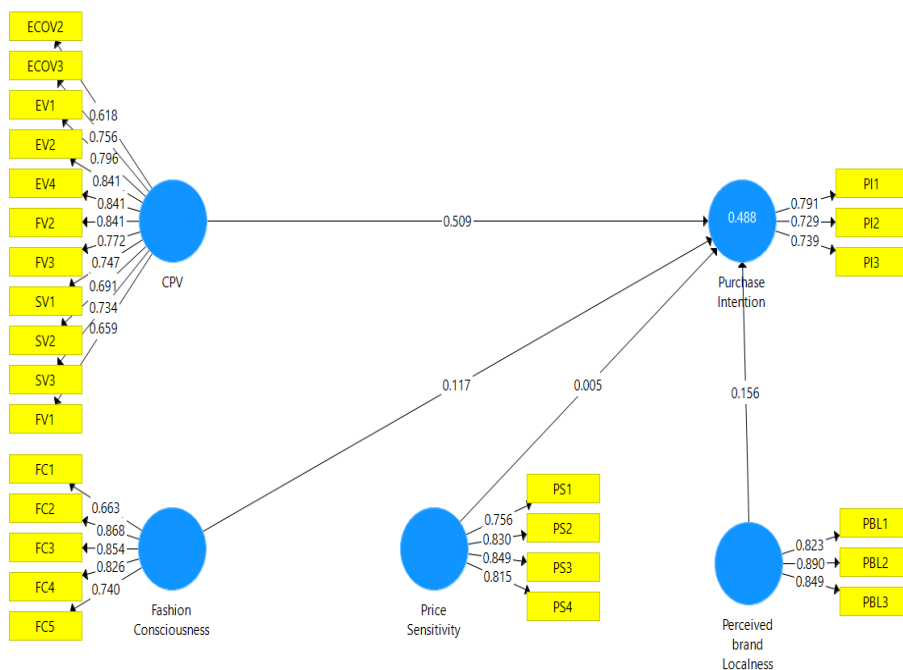 ECOV2
ECOV3
EV1
EV2
EV4
FV2
FV3
SV1
SV2
SV3
FV1
0.618
0.756
0.796
0.841
0.841
0.841
0.772
0.747
0.691
0.734
0.659
CPV
0.509
0.488
Purchase
Intention
0.791
0.729
0.739
PI1
PI2
PI3
0.117
0.005
0.156
FC1
FC2
FC3
FC4
FC5
0.663
0.868
0.854
0.826
0.740
Fashion
Consciousness
PS1
PS2
PS3
PS4
0.756
0.830
0.849
0.815
Price
Sensitivity
PBL1
PBL2
PBL3
0.823
0.890
0.849
Perceived
brand
Localness